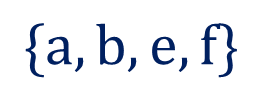 {a, b, e, f}